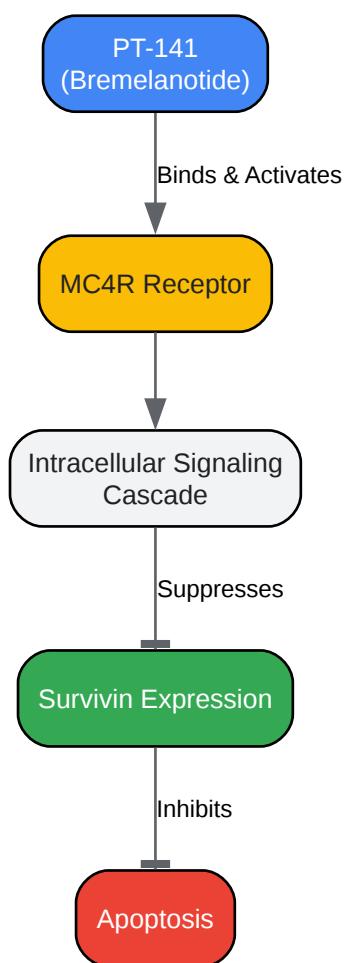 PT-141
(Bremelanotide)
Binds & Activates
MC4R Receptor
Intracellular Signaling
Cascade
Suppresses
Survivin Expression
Inhibits
Apoptosis